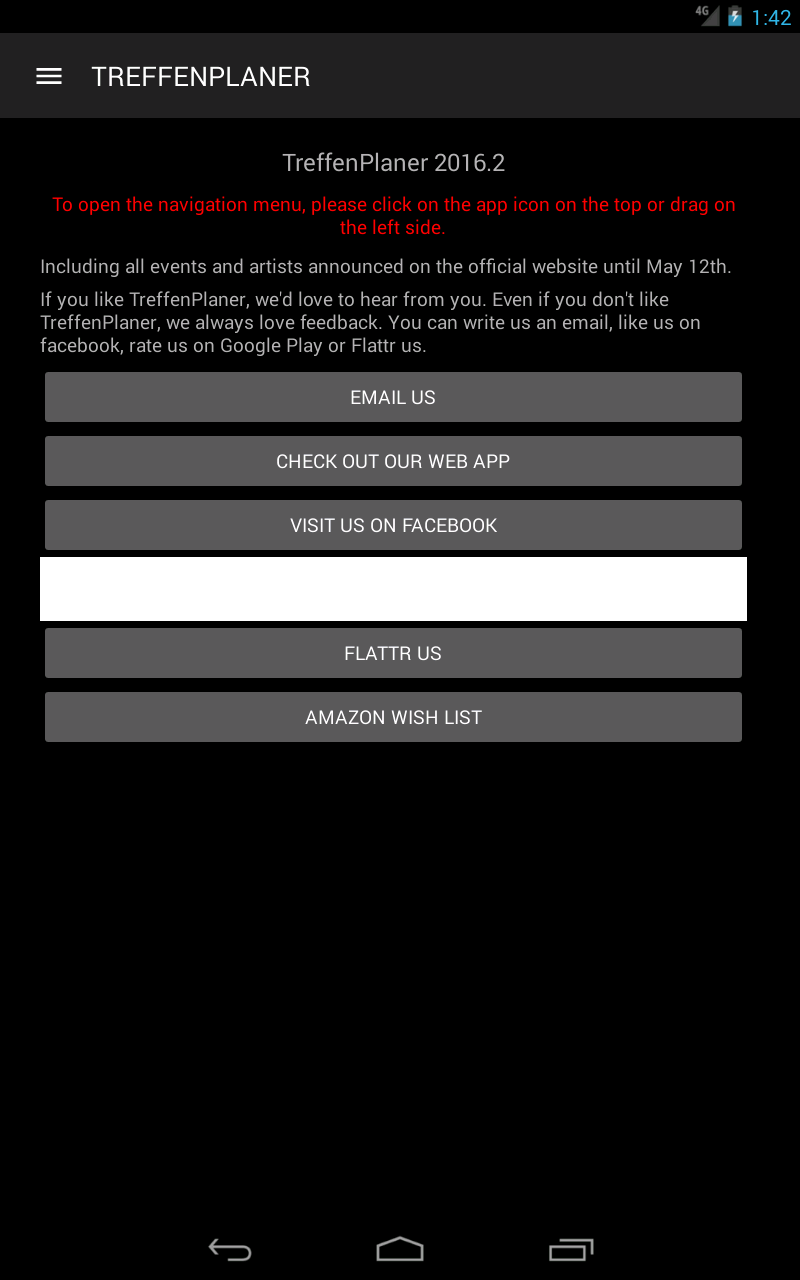 4G 1:42
TREFFENPLANER
TreffenPlaner 2016.2
To open the navigation menu, please click on the app icon on the top or drag on
the left side.
Including all events and artists announced on the official website until May 12th.
If you like TreffenPlaner, we'd love to hear from you. Even if you don't like
TreffenPlaner, we always love feedback. You can write us an email, like us on
facebook, rate us on Google Play or Flattr us.
EMAIL US
CHECK OUT OUR WEB APP
VISIT US ON FACEBOOK
FLATTR US
AMAZON WISH LIST